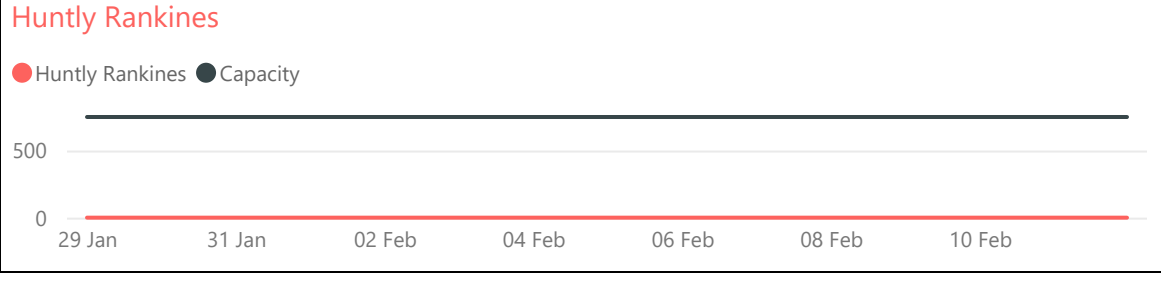 Huntly Rankines
Huntly Rankines Capacity
500
0
29 Jan 31 Jan 02 Feb 04 Feb 06 Feb 08 Feb 10 Feb